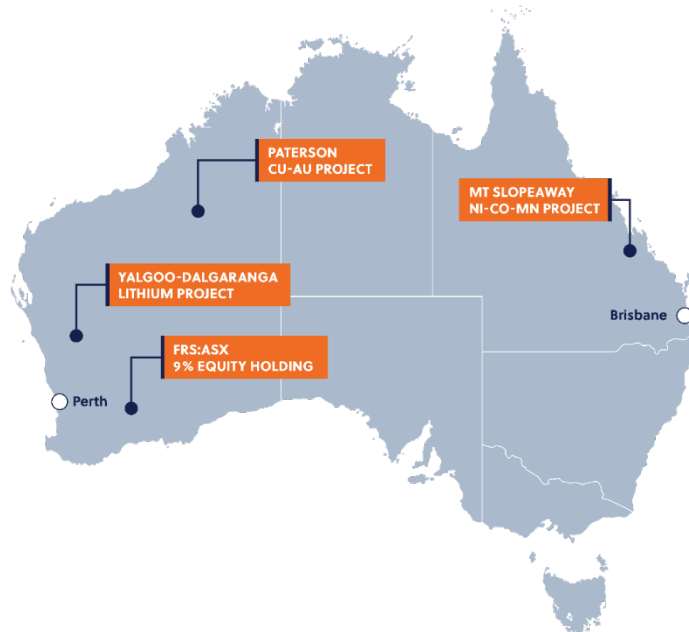 PATERSON
CU-AU PROJECT
MT SLOPEAWAY
NI-CO-MN PROJECT
YALGOO-DALGARANGA
LITHIUM PROJECT
Brisbane
FRS:ASX
9% EQUITY HOLDING
Perth